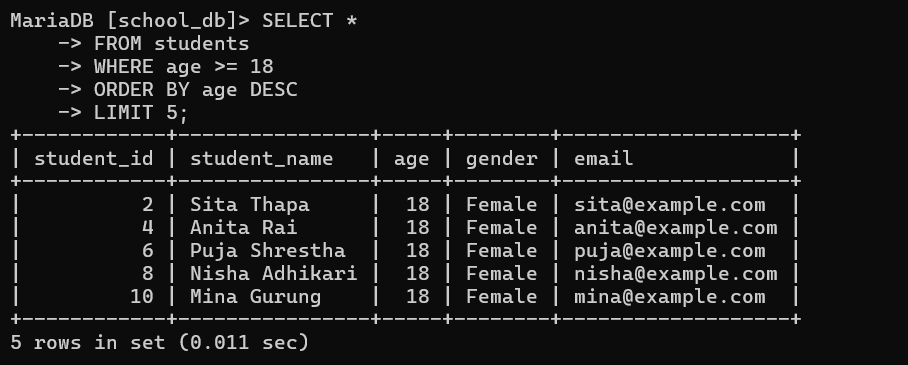 MariaDB [school_db]> SELECT *
    -> FROM students
    -> WHERE age >= 18
    -> ORDER BY age DESC
    -> LIMIT 5;
+------------+----------------+-----+--------+-------------------+
| student_id | student_name   | age | gender | email             |
+------------+----------------+-----+--------+-------------------+
|          2 | Sita Thapa     |  18 | Female | sita@example.com  |
|          4 | Anita Rai      |  18 | Female | anita@example.com |
|          6 | Puja Shrestha  |  18 | Female | puja@example.com  |
|          8 | Nisha Adhikari |  18 | Female | nisha@example.com |
|         10 | Mina Gurung    |  18 | Female | mina@example.com  |
+------------+----------------+-----+--------+-------------------+
5 rows in set (0.011 sec)